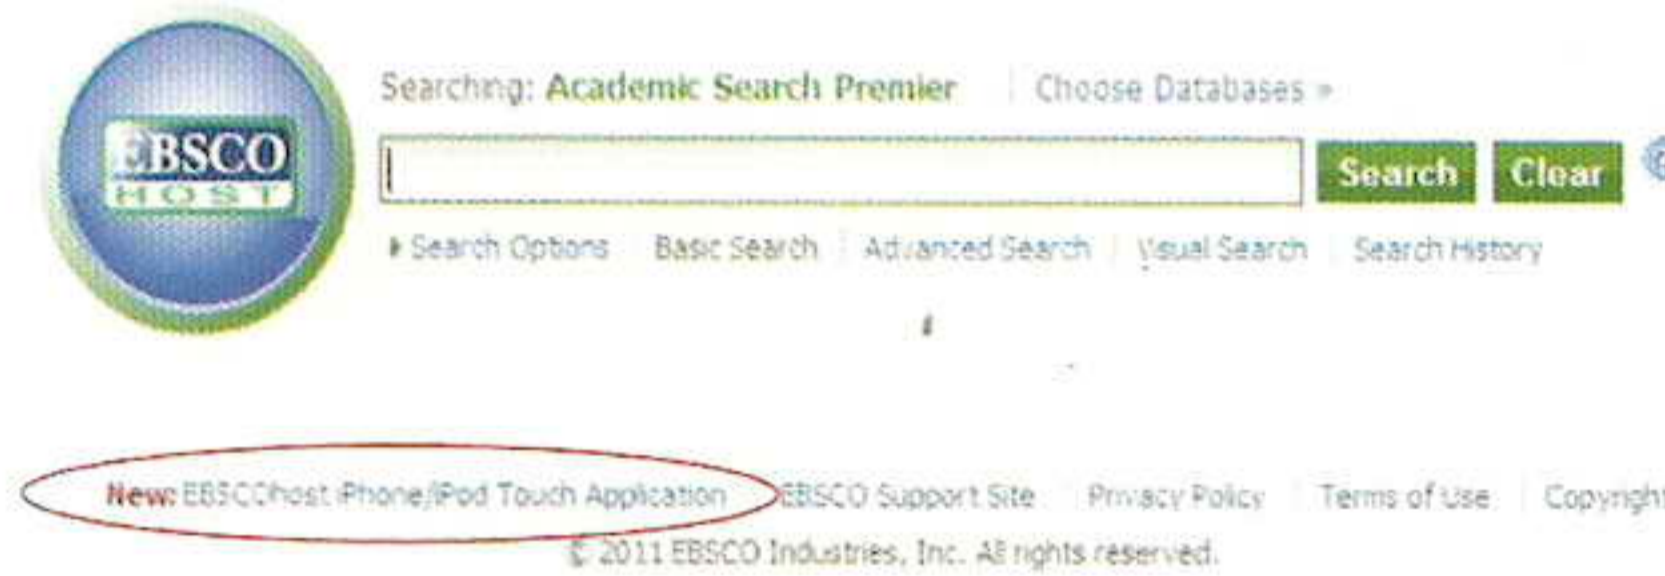 EBSCO
HOST
Searching: Academic Search Premier Choose Databases »
Search Clear
Search Options Basic Search Advanced Search Visual Search Search History
New: EBSCOhost iPhone/iPod Touch Application EBSCO Support Site Privacy Policy Terms of Use Copyright
© 2011 EBSCO Industries, Inc. All rights reserved.